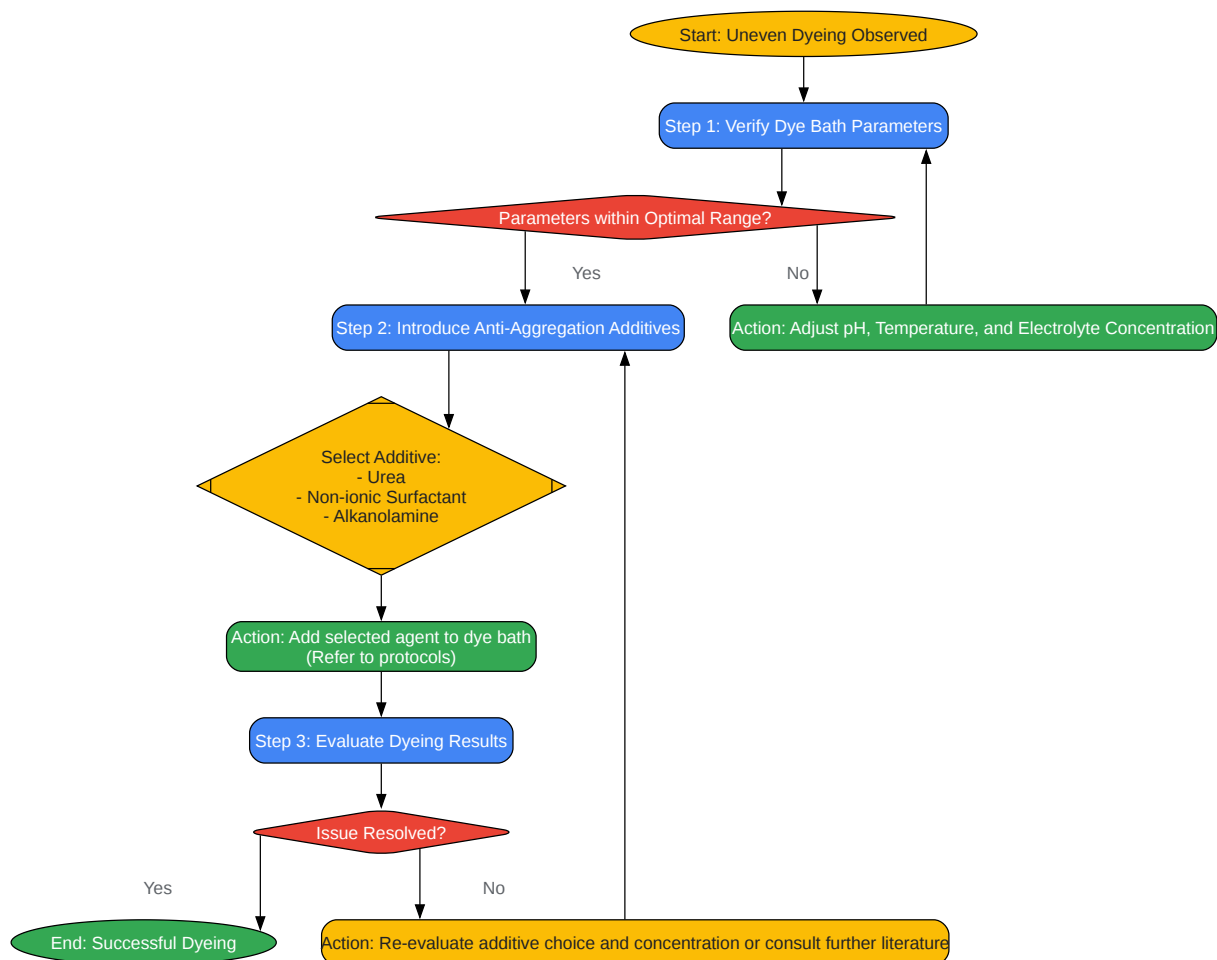 Start: Uneven Dyeing Observed
Step 1: Verify Dye Bath Parameters
Parameters within Optimal Range?
Yes
No
Step 2: Introduce Anti-Aggregation Additives
Action: Adjust pH, Temperature, and Electrolyte Concentration
Select Additive:
- Urea
- Non-ionic Surfactant
- Alkanolamine
Action: Add selected agent to dye bath
(Refer to protocols)
Step 3: Evaluate Dyeing Results
Issue Resolved?
Yes
No
End: Successful Dyeing
Action: Re-evaluate additive choice and concentration or consult further literature